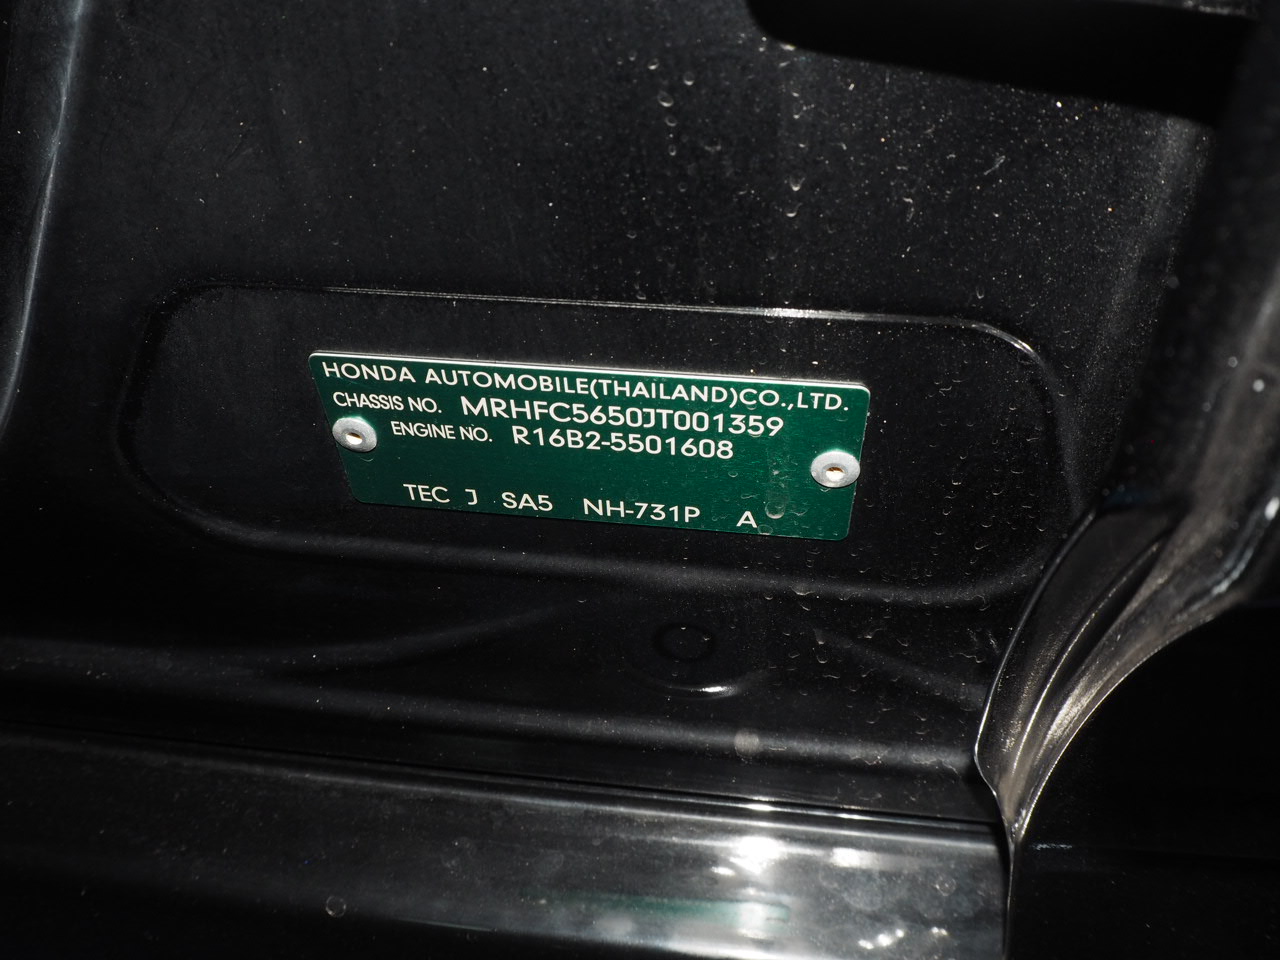 HONDA AUTOMOBILE(THAILAND)CO.,LTD.
CHASSIS NO. MRHFC5650JT001359
ENGINE NO. R16B2-5501608
TEC J SA5 NH-731P A